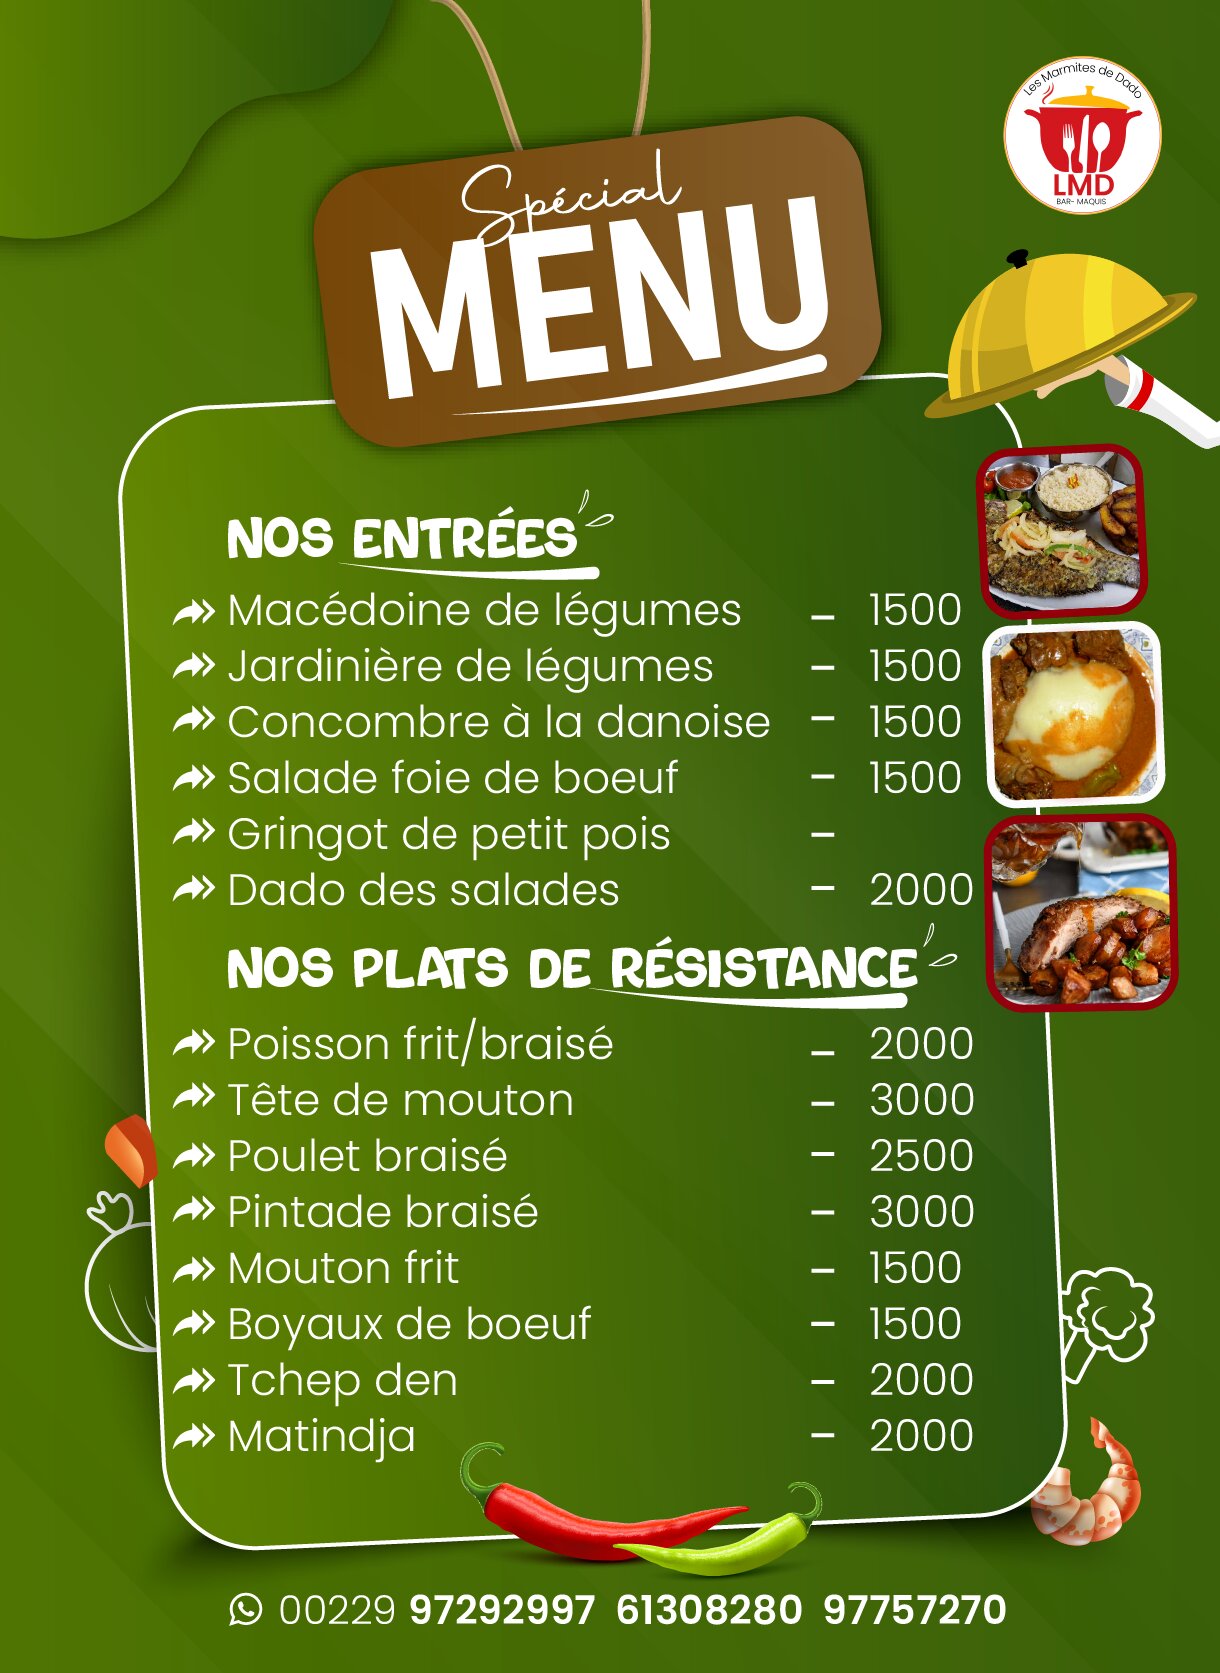 Les Marmites de Dado
LMD
BAR- MAQUIS
Spécial
MENU
NOS ENTRÉES
Macédoine de légumes – 1500
Jardinière de légumes – 1500
Concombre à la danoise – 1500
Salade foie de boeuf – 1500
Gringot de petit pois –
Dado des salades – 2000
NOS PLATS DE RÉSISTANCE
Poisson frit/braisé – 2000
Tête de mouton – 3000
Poulet braisé – 2500
Pintade braisé – 3000
Mouton frit – 1500
Boyaux de boeuf – 1500
Tchep den – 2000
Matindja – 2000
00229 97292997 61308280 97757270